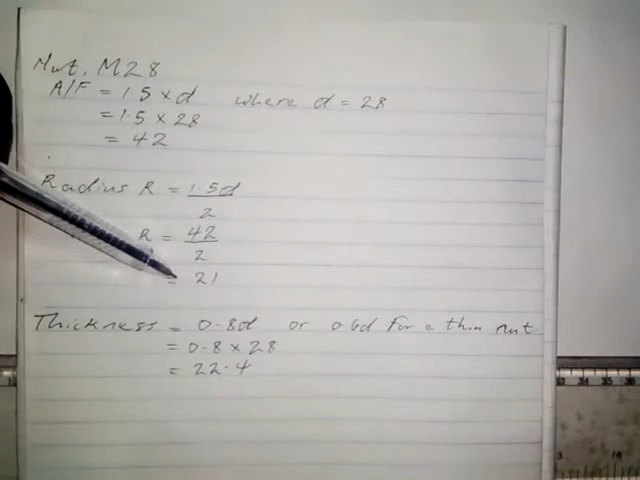 Nut. M28
A/F = 1.5 × d where d = 28
= 1.5 × 28
= 42
Radius R = 1.5d
2
R = 42
2
= 21
Thickness = 0.8d or 0.6d for a thin nut
= 0.8 × 28
= 22.4